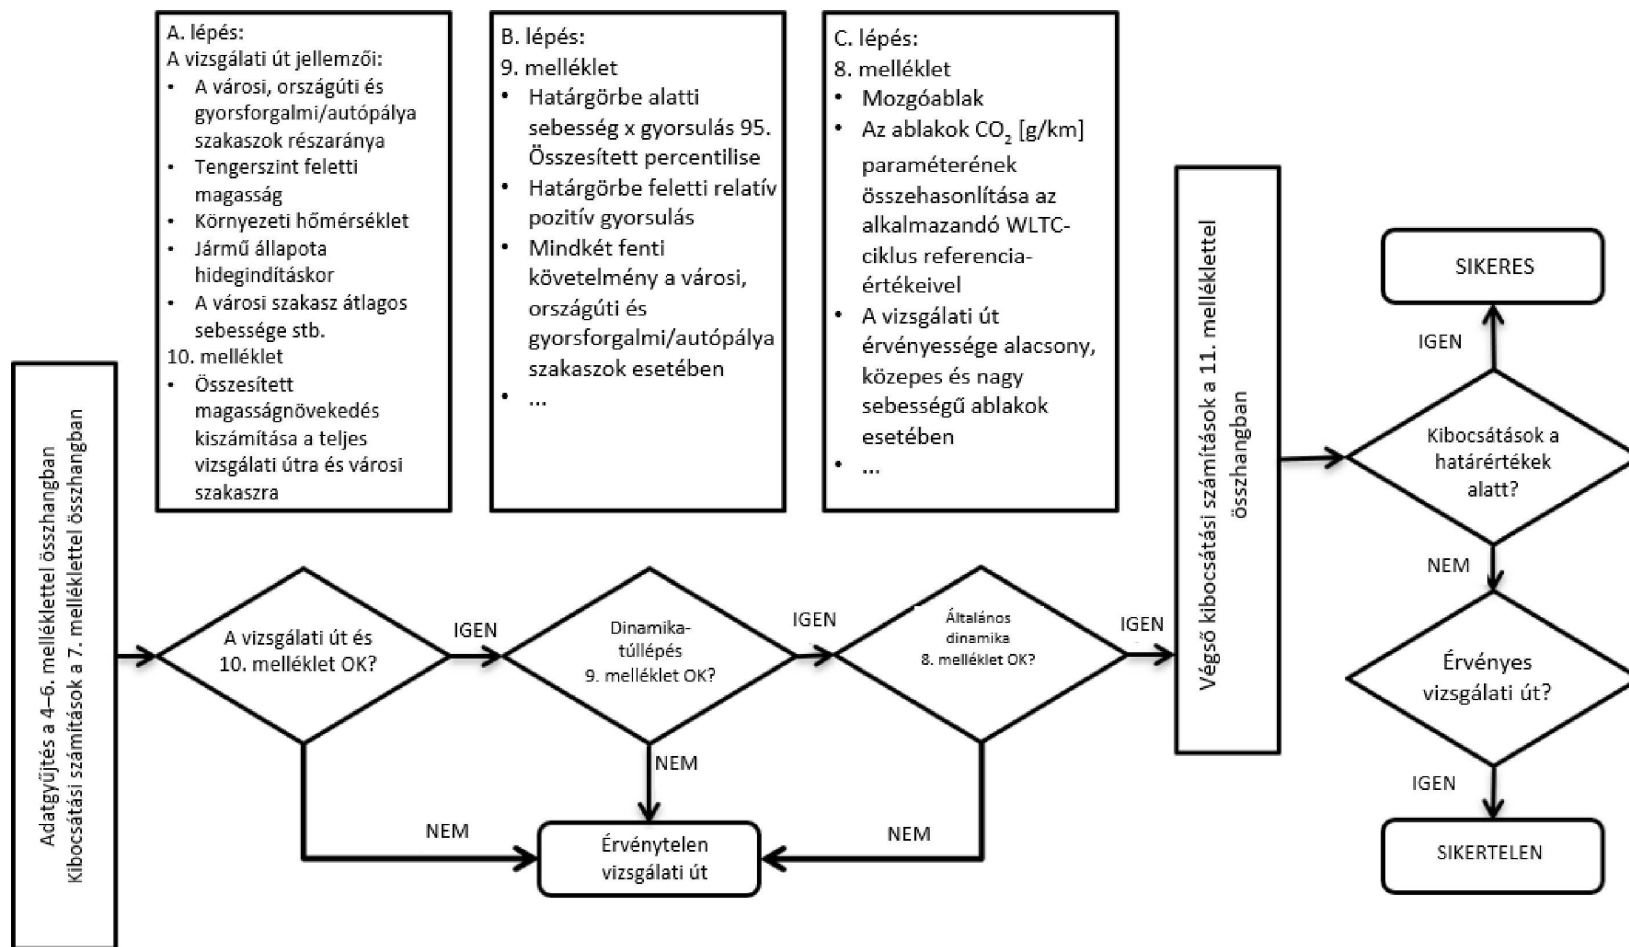 A. lépés:
A vizsgálati út jellemzői:
• A városi, országúti és
gyorsforgalmi/autópálya
szakaszok részaránya
• Tengerszint feletti
magasság
• Környezeti hőmérséklet
• Jármű állapota
hidegindításkor
• A városi szakasz átlagos
sebessége stb.
10. melléklet
• Összesített
magasságnövekedés
kiszámítása a teljes
vizsgálati útra és városi
szakaszra
B. lépés:
9. melléklet
• Határgörbe alatti
sebesség x gyorsulás 95.
Összesített percentilise
• Határgörbe feletti relatív
pozitív gyorsulás
• Mindkét fenti
követelmény a városi,
országúti és
gyorsforgalmi/autópálya
szakaszok esetében
• ...
C. lépés:
8. melléklet
• Mozgóablak
• Az ablakok CO₂ [g/km]
paraméterének
összehasonlítása az
alkalmazandó WLTC-
ciklus referencia-
értékeivel
• A vizsgálati út
érvényessége alacsony,
közepes és nagy
sebességű ablakok
esetében
• ...
Adatgyűjtés a 4–6. melléklettel összhangban
Kibocsátási számítások a 7. melléklettel összhangban
A vizsgálati út és
10. melléklet OK?
IGEN
NEM
Dinamika-
túllépés
9. melléklet OK?
IGEN
NEM
Általános
dinamika
8. melléklet OK?
IGEN
NEM
Érvénytelen
vizsgálati út
Végső kibocsátási számítások a 11. melléklettel
összhangban
Kibocsátások a
határértékek
alatt?
IGEN
SIKERES
NEM
Érvényes
vizsgálati út?
IGEN
SIKERTELEN